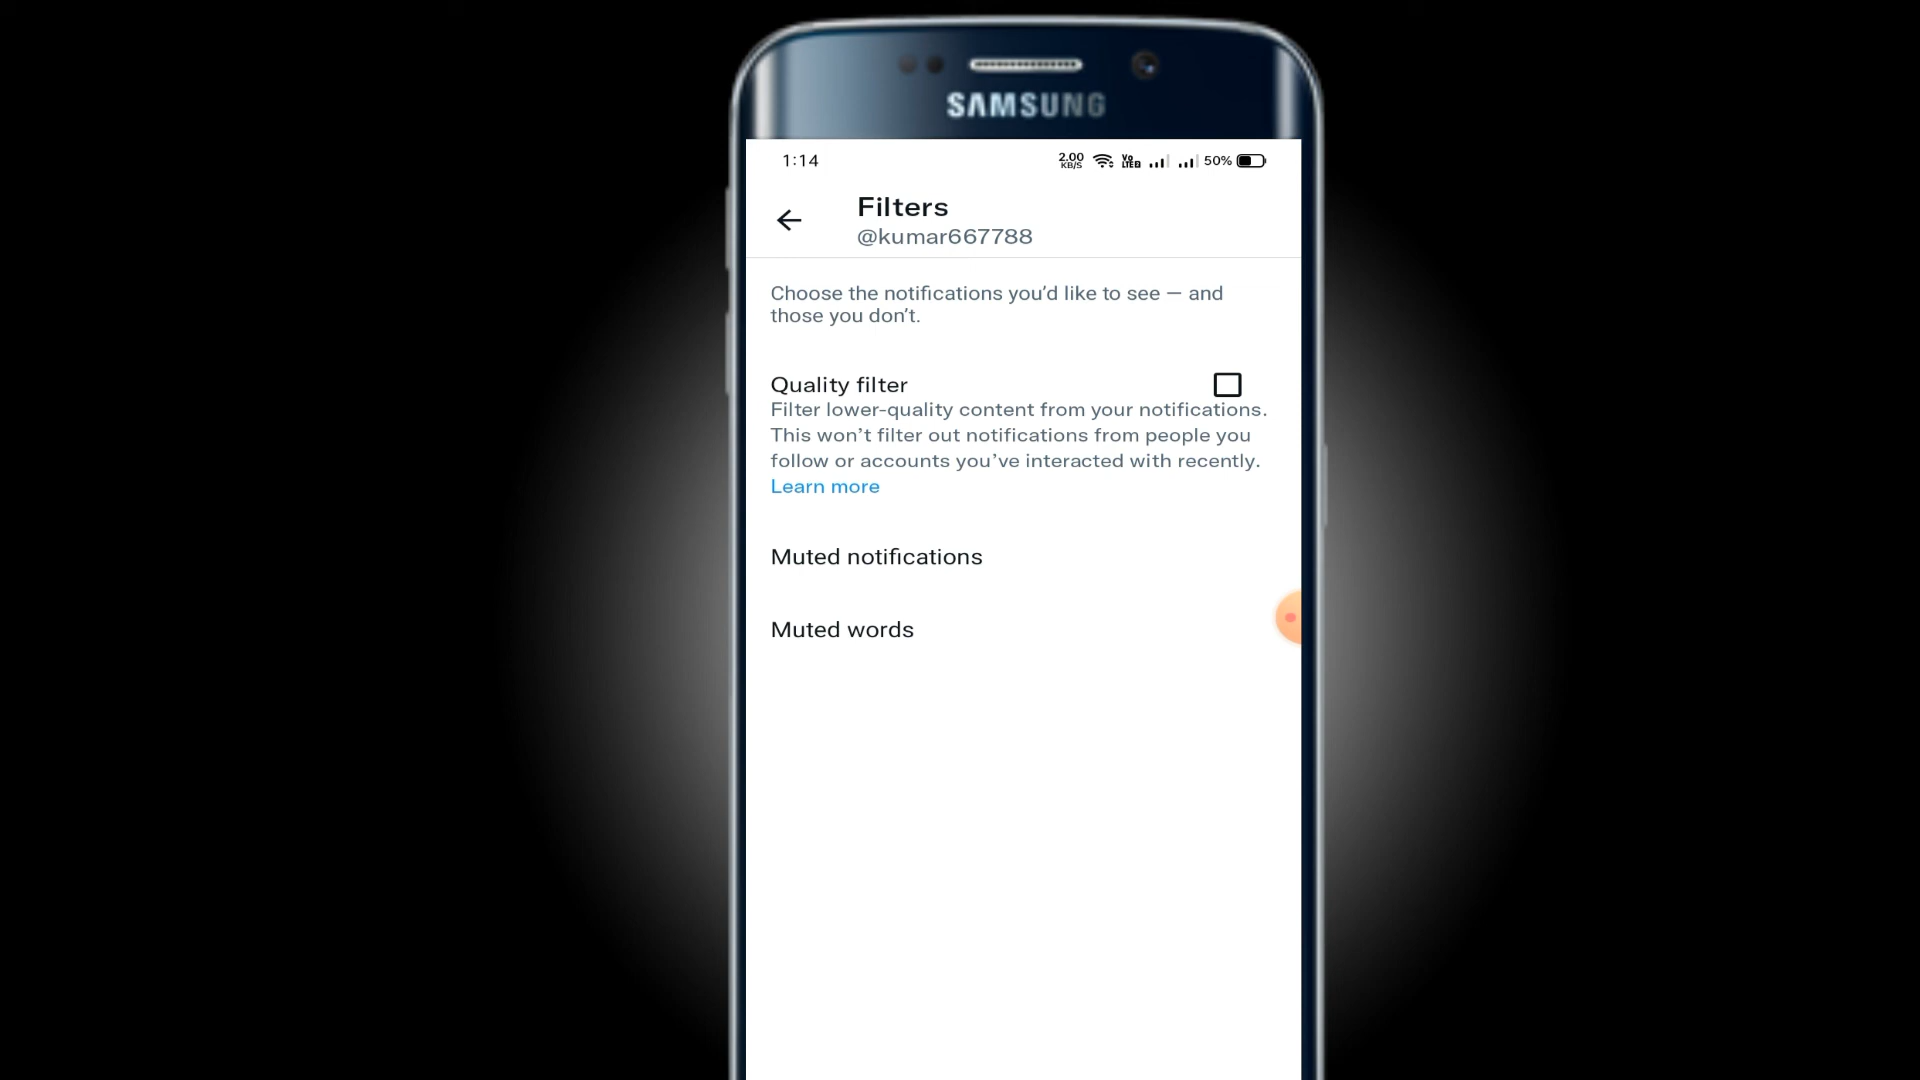 SAMSUNG
1:14
2.00
KB/S
Vo
LTE2
50%
Filters
@kumar667788
Choose the notifications you'd like to see — and
those you don't.
Quality filter
Filter lower-quality content from your notifications.
This won't filter out notifications from people you
follow or accounts you've interacted with recently.
Learn more
Muted notifications
Muted words